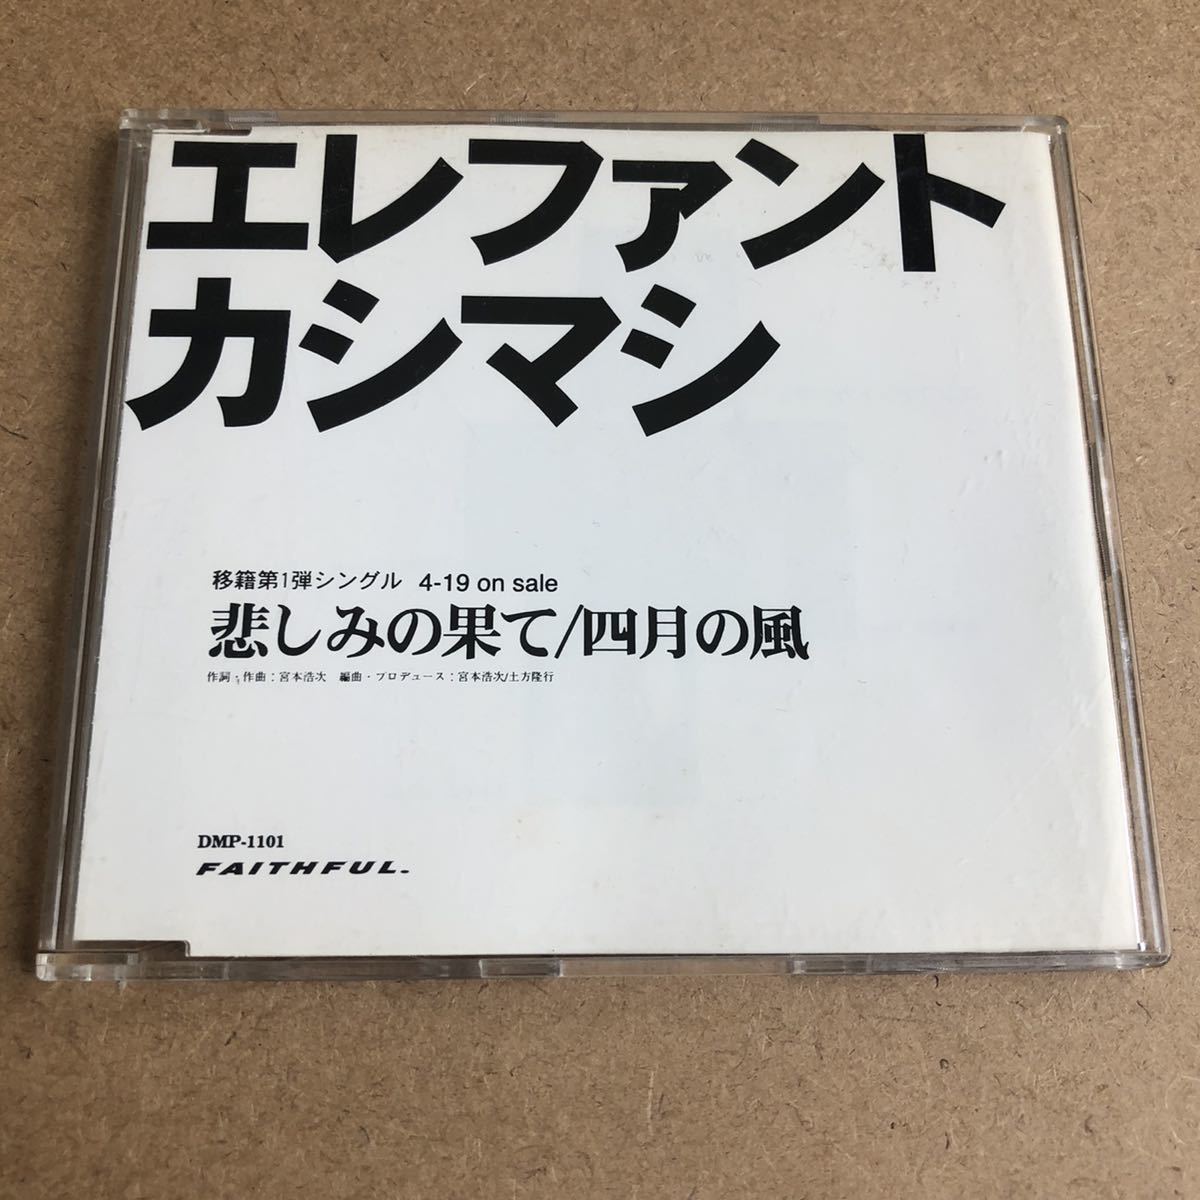 エレファント
カシマシ
移籍第1弾シングル 4-19 on sale
悲しみの果て/四月の風
作詞・作曲：宮本浩次 編曲・プロデュース：宮本浩次/土方隆行
DMP-1101
FAITHFUL.